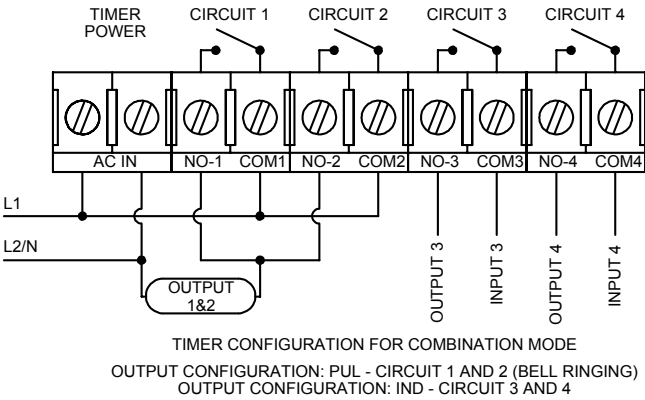 TIMER POWER
CIRCUIT 1
CIRCUIT 2
CIRCUIT 3
CIRCUIT 4
AC IN
NO-1
COM1
NO-2
COM2
NO-3
COM3
NO-4
COM4
L1
L2/N
OUTPUT
1&2
OUTPUT 3
INPUT 3
OUTPUT 4
INPUT 4
TIMER CONFIGURATION FOR COMBINATION MODE
OUTPUT CONFIGURATION: PUL - CIRCUIT 1 AND 2 (BELL RINGING)
OUTPUT CONFIGURATION: IND - CIRCUIT 3 AND 4